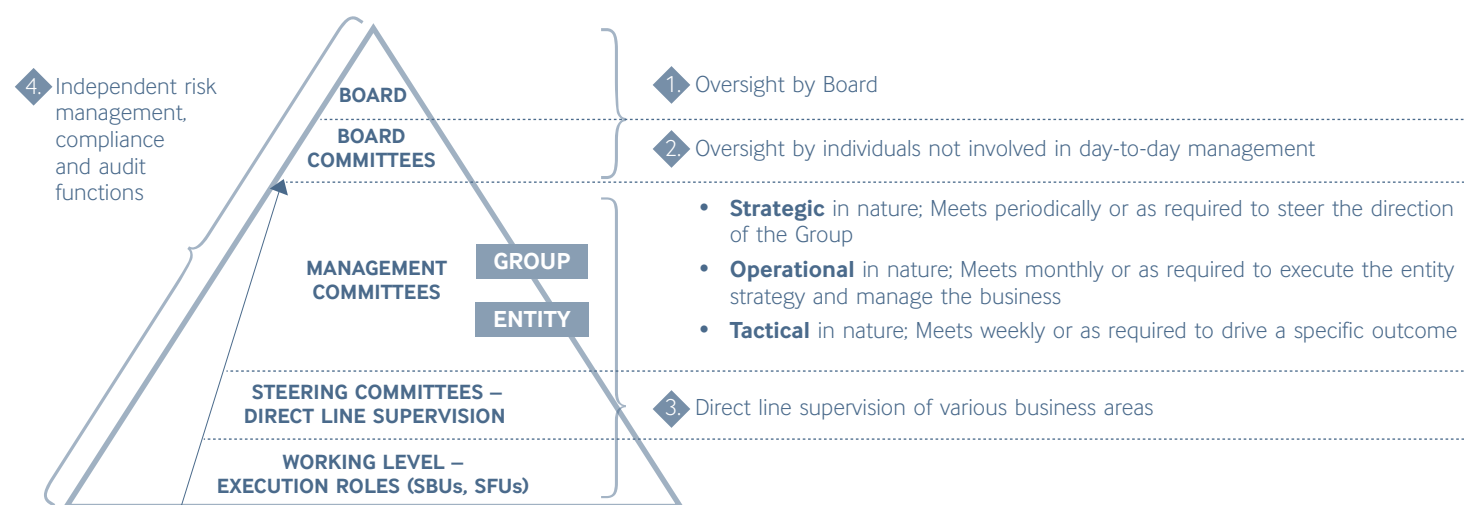 4.
Independent risk
management,
compliance
and audit
functions
BOARD
BOARD
COMMITTEES
MANAGEMENT
COMMITTEES
GROUP
ENTITY
STEERING COMMITTEES –
DIRECT LINE SUPERVISION
WORKING LEVEL –
EXECUTION ROLES (SBUs, SFUs)
1. Oversight by Board
2. Oversight by individuals not involved in day-to-day management
• Strategic in nature; Meets periodically or as required to steer the direction
of the Group
• Operational in nature; Meets monthly or as required to execute the entity
strategy and manage the business
• Tactical in nature; Meets weekly or as required to drive a specific outcome
3. Direct line supervision of various business areas